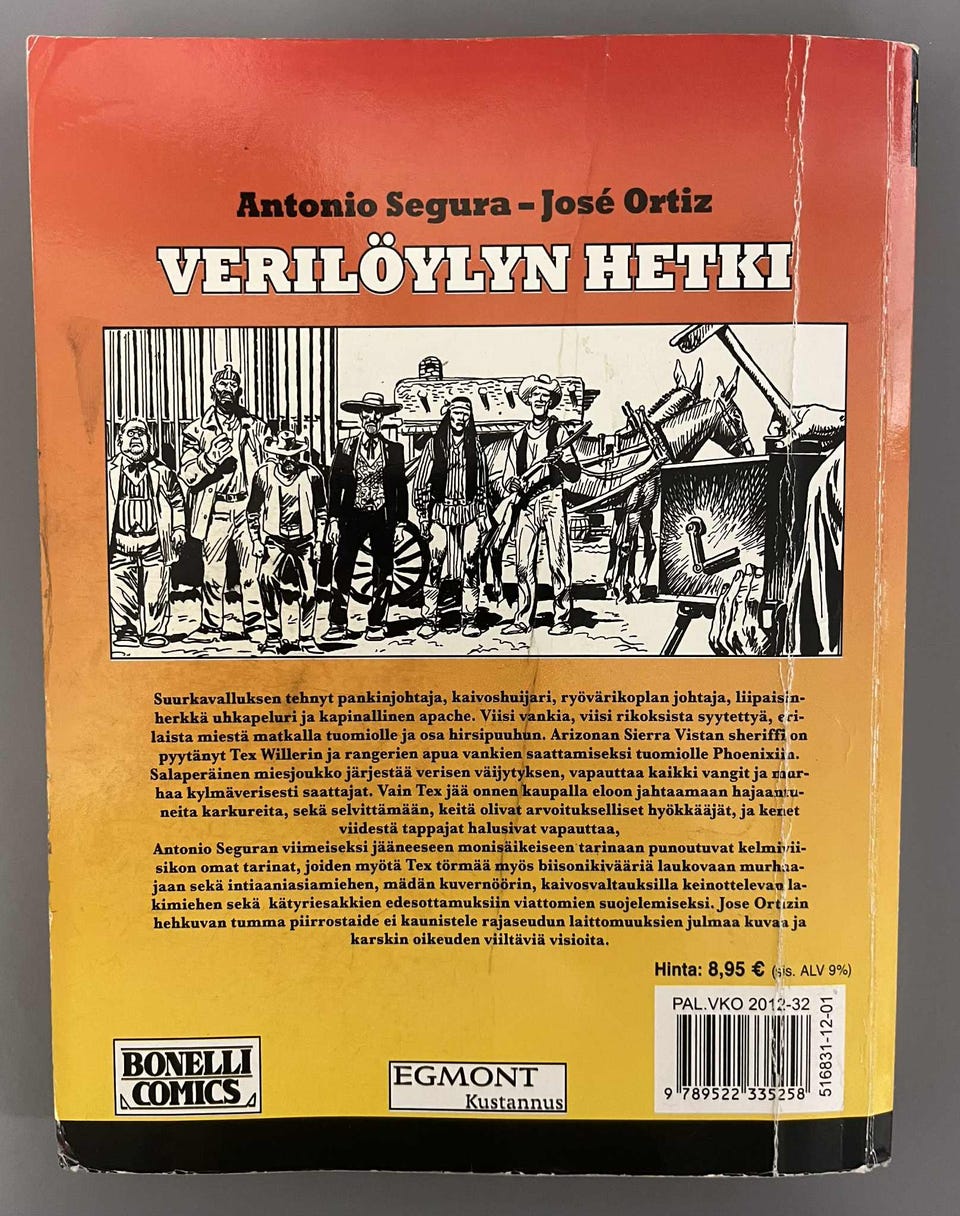 Antonio Segura – José Ortiz
VERILÖYLYN HETKI
Suurkavalluksen tehnyt pankinjohtaja, kaivoshuijari, ryövärikoplan johtaja, liipaisin-
herkkä uhkapeluri ja kapinallinen apache. Viisi vankia, viisi rikoksista syytettyä, eri-
laista miestä matkalla tuomiolle ja osa hirsipuuhun. Arizonan Sierra Vistan sheriffi on
pyytänyt Tex Willerin ja rangerien apua vankien saattamiseksi tuomiolle Phoenixiin.
Salaperäinen miesjoukko järjestää verisen väijytyksen, vapauttaa kaikki vangit ja mur-
haa kylmäverisesti saattajat. Vain Tex jää onnen kaupalla eloon jahtaamaan hajaantu-
neita karkureita, sekä selvittämään, keitä olivat arvoitukselliset hyökkääjät, ja kenet
viidestä tappajat halusivat vapauttaa,
Antonio Seguran viimeiseksi jääneeseen monisäikeiseen tarinaan punoutuvat kelmivii-
sikon omat tarinat, joiden myötä Tex törmää myös biisonikivääriä laukovaan murhaa-
jaan sekä intiaaniasiamiehen, mädän kuvernöörin, kaivosvaltauksilla keinottelevan la-
kimiehen sekä kätyriesakkien edesottamuksiin viattomien suojelemiseksi. Jose Ortizin
hehkuvan tumma piirrostaide ei kaunistele rajaseudun laittomuuksien julmaa kuvaa ja
karskin oikeuden viiltäviä visioita.
Hinta: 8,95 € (sis. ALV 9%)
PAL.VKO 2012-32
516831-12-01
9 789522 335258
BONELLI
COMICS
EGMONT
Kustannus